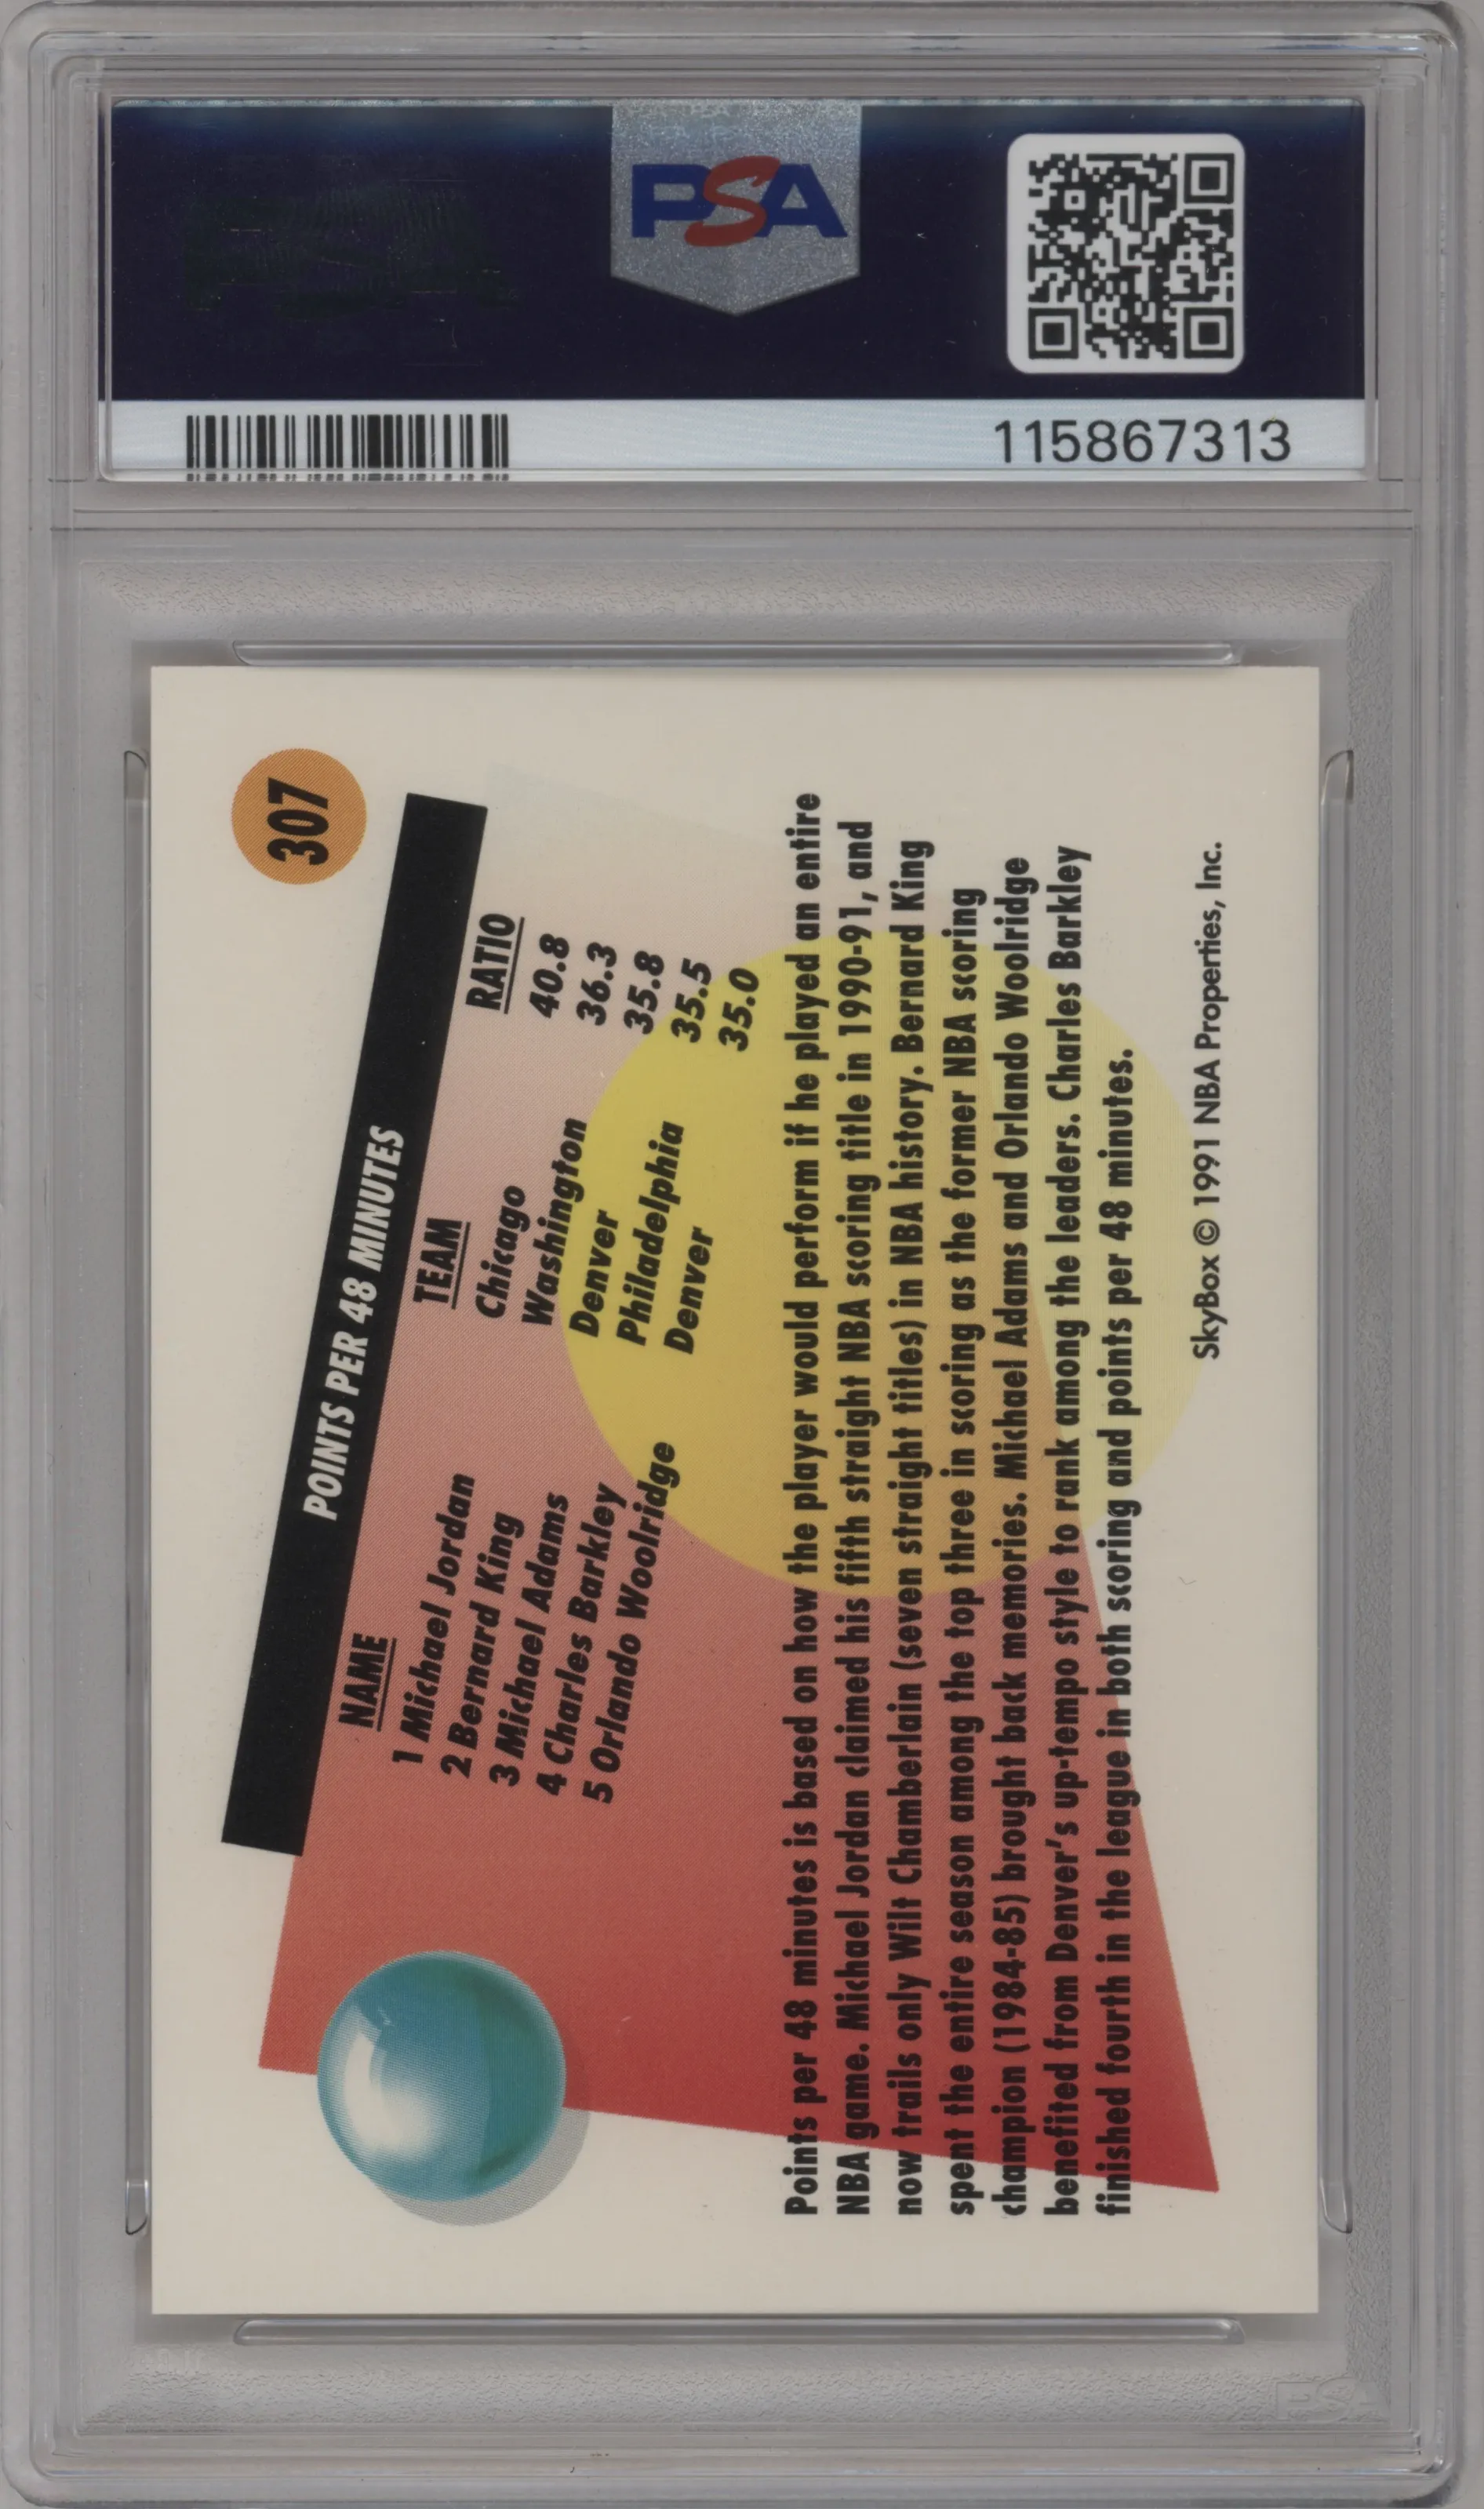 PSA
115867313
307
POINTS PER 48 MINUTES
NAME TEAM RATIO
1 Michael Jordan Chicago 40.8
2 Bernard King Washington 36.3
3 Michael Adams Denver 35.8
4 Charles Barkley Philadelphia 35.5
5 Orlando Woolridge Denver 35.0
Points per 48 minutes is based on how the player would perform if he played an entire
NBA game. Michael Jordan claimed his fifth straight NBA scoring title in 1990-91, and
now trails only Wilt Chamberlain (seven straight titles) in NBA history. Bernard King
spent the entire season among the top three in scoring as the former NBA scoring
champion (1984-85) brought back memories. Michael Adams and Orlando Woolridge
benefited from Denver's up-tempo style to rank among the leaders. Charles Barkley
finished fourth in the league in both scoring and points per 48 minutes.
SkyBox © 1991 NBA Properties, Inc.
PSA